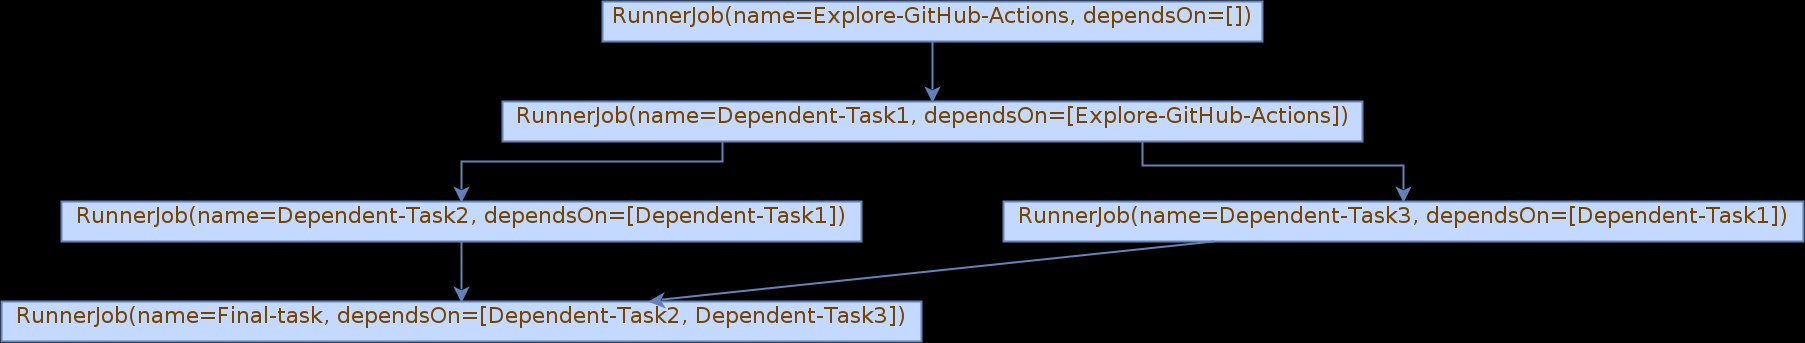 RunnerJob(name=Explore-GitHub-Actions, dependsOn=[])
RunnerJob(name=Dependent-Task1, dependsOn=[Explore-GitHub-Actions])
RunnerJob(name=Dependent-Task2, dependsOn=[Dependent-Task1])
RunnerJob(name=Dependent-Task3, dependsOn=[Dependent-Task1])
RunnerJob(name=Final-task, dependsOn=[Dependent-Task2, Dependent-Task3])